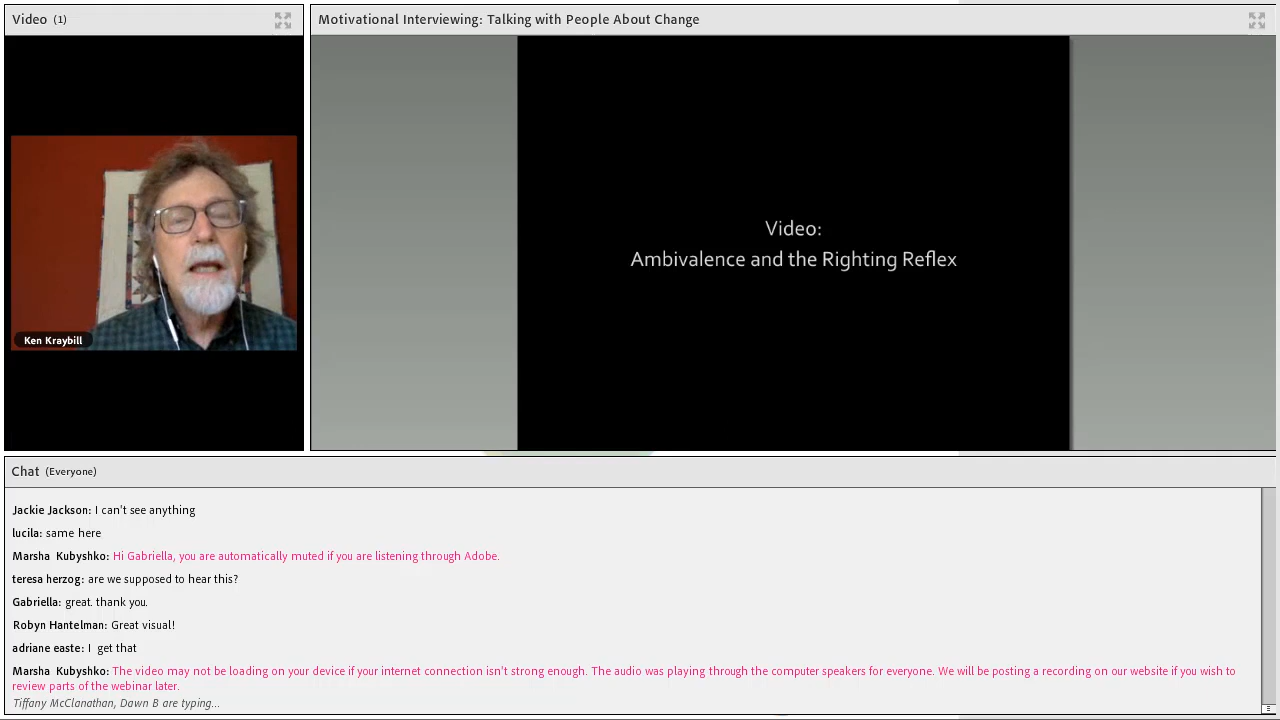 Video (1)
Motivational Interviewing: Talking with People About Change
Ken Kraybill
Video:
Ambivalence and the Righting Reflex
Chat (Everyone)
Jackie Jackson: I can't see anything
lucila: same here
Marsha Kubyshko: Hi Gabriella, you are automatically muted if you are listening through Adobe.
teresa herzog: are we supposed to hear this?
Gabriella: great. thank you.
Robyn Hantelman: Great visual!
adriane easte: I get that
Marsha Kubyshko: The video may not be loading on your device if your internet connection isn't strong enough. The audio was playing through the computer speakers for everyone. We will be posting a recording on our website if you wish to
review parts of the webinar later.
Tiffany McClanathan, Dawn B are typing...